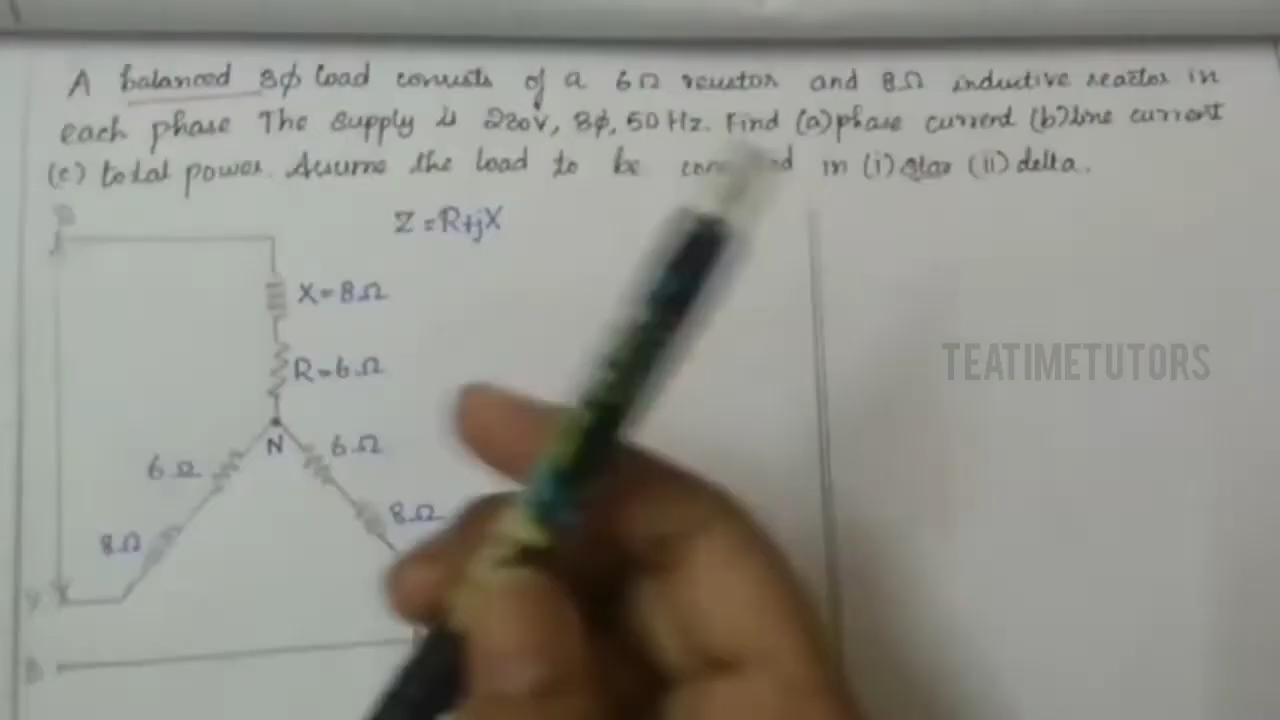 A balanced 3ϕ load consists of a 6Ω resistor and 8Ω inductive reactor in
each phase The supply is 220V, 3ϕ, 50 Hz. Find (a) phase current (b) line current
(c) total power. Assume the load to be in (i) star (ii) delta.
Z = R+jX
X=8Ω
R=6Ω
N
6Ω
6Ω
8Ω
8Ω
TEATIMETUTORS